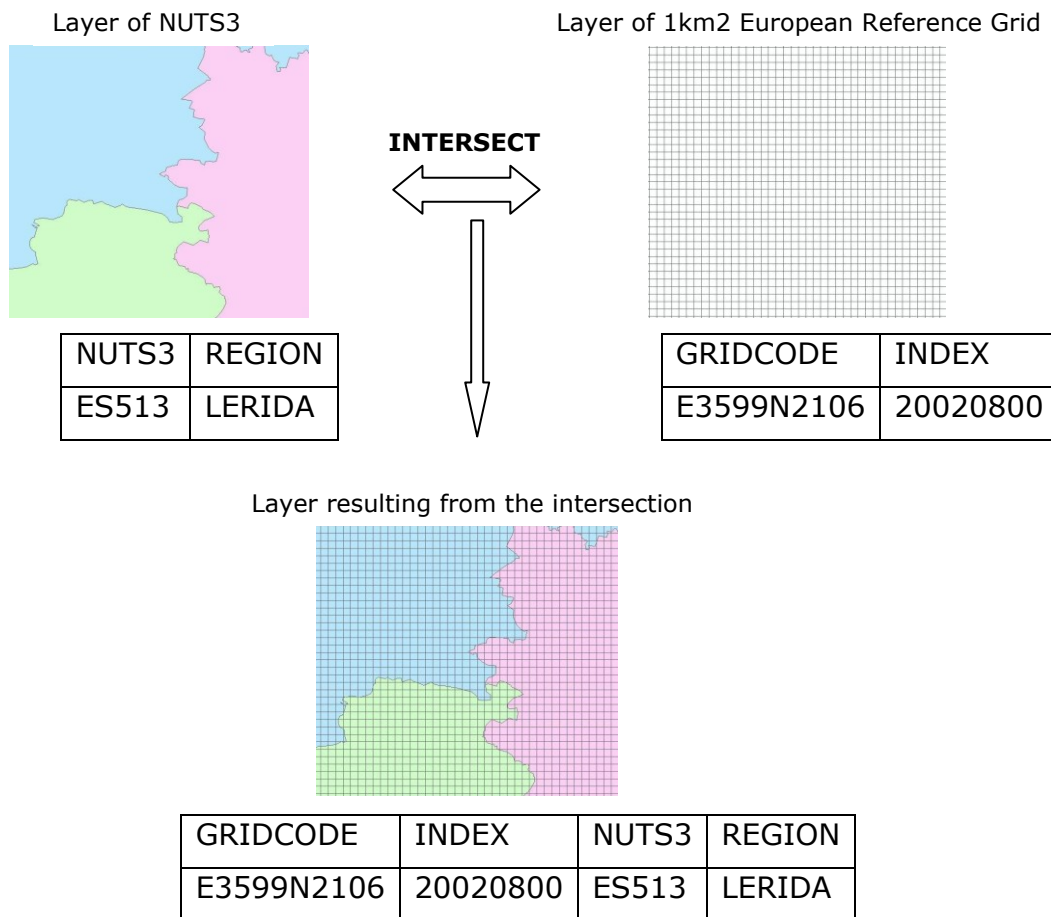 Layer of NUTS3
Layer of 1km2 European Reference Grid
INTERSECT
NUTS3 REGION
ES513 LERIDA
GRIDCODE INDEX
E3599N2106 20020800
Layer resulting from the intersection
GRIDCODE INDEX NUTS3 REGION
E3599N2106 20020800 ES513 LERIDA